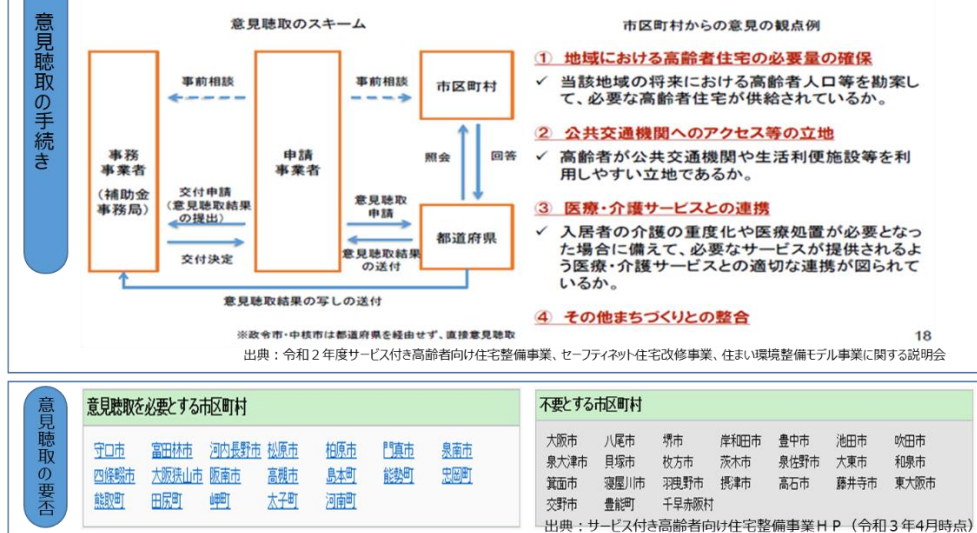 意見聴取の手続き
意見聴取のスキーム
事務
事業者
(補助金
事務局)
事前相談
交付申請
(意見聴取結果
の提出)
交付決定
申請
事業者
事前相談
意見聴取
申請
意見聴取結果
の送付
市区町村
照会
回答
都道府県
意見聴取結果の写しの送付
※政令市・中核市は都道府県を経由せず、直接意見聴取
市区町村からの意見の観点例
① 地域における高齢者住宅の必要量の確保
✓ 当該地域の将来における高齢者人口等を勘案し
て、必要な高齢者住宅が供給されているか。
② 公共交通機関へのアクセス等の立地
✓ 高齢者が公共交通機関や生活利便施設等を利
用しやすい立地であるか。
③ 医療・介護サービスとの連携
✓ 入居者の介護の重度化や医療処置が必要となっ
た場合に備えて、必要なサービスが提供されるよ
う医療・介護サービスとの適切な連携が図られて
いるか。
④ その他まちづくりとの整合
18
出典：令和２年度サービス付き高齢者向け住宅整備事業、セーフティネット住宅改修事業、住まい環境整備モデル事業に関する説明会
意見聴取の要否
意見聴取を必要とする市区町村
守口市 富田林市 河内長野市 松原市 柏原市 門真市 泉南市
四條畷市 大阪狭山市 阪南市 高槻市 島本町 能勢町 忠岡町
熊取町 田尻町 岬町 太子町 河南町
不要とする市区町村
大阪市 八尾市 堺市 岸和田市 豊中市 池田市 吹田市
泉大津市 貝塚市 枚方市 茨木市 泉佐野市 大東市 和泉市
箕面市 寝屋川市 羽曳野市 摂津市 高石市 藤井寺市 東大阪市
交野市 豊能町 千早赤阪村
出典：サービス付き高齢者向け住宅整備事業ＨＰ（令和３年4月時点）